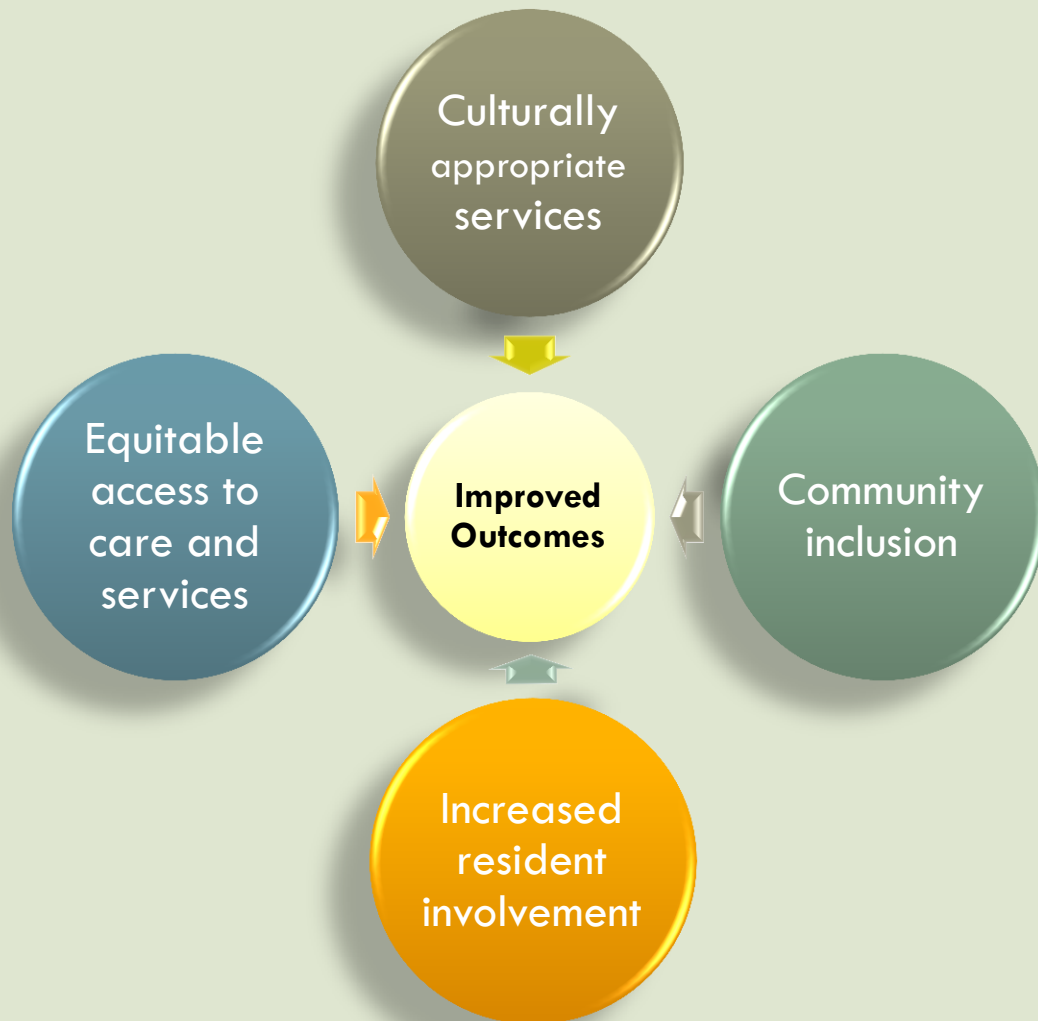 Culturally
appropriate
services
Equitable
access to
care and
services
Improved
Outcomes
Community
inclusion
Increased
resident
involvement